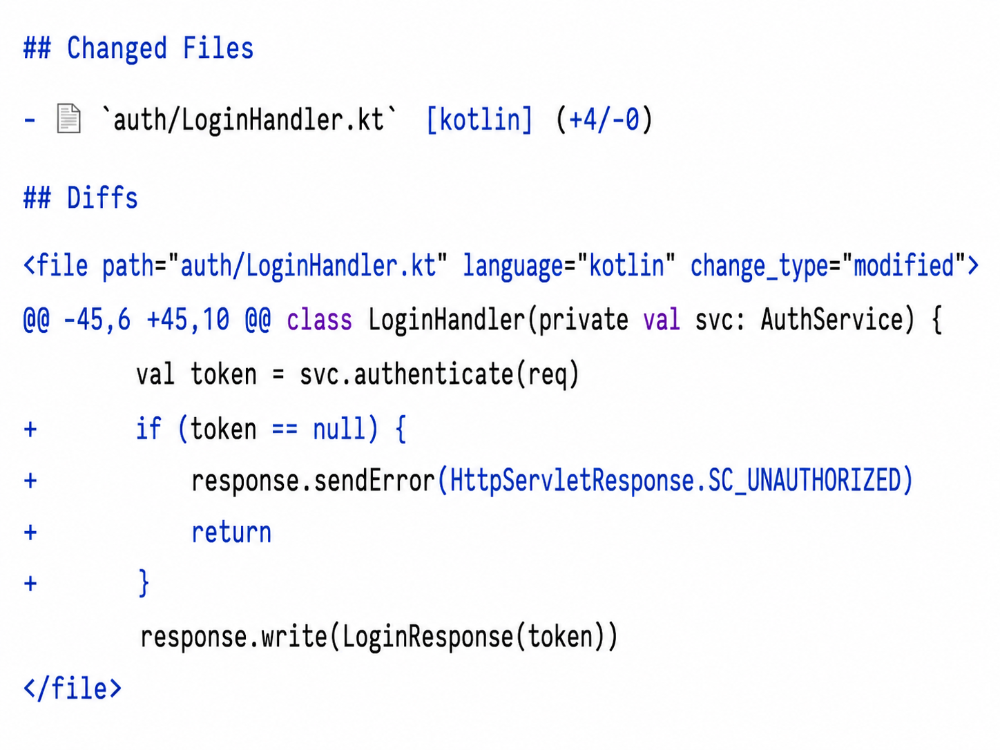 ## Changed Files
- 📄 `auth/LoginHandler.kt` [kotlin] (+4/-0)
## Diffs
<file path="auth/LoginHandler.kt" language="kotlin" change_type="modified">
@@ -45,6 +45,10 @@ class LoginHandler(private val svc: AuthService) {
        val token = svc.authenticate(req)
+       if (token == null) {
+           response.sendError(HttpServletResponse.SC_UNAUTHORIZED)
+           return
+       }
        response.write(LoginResponse(token))
</file>